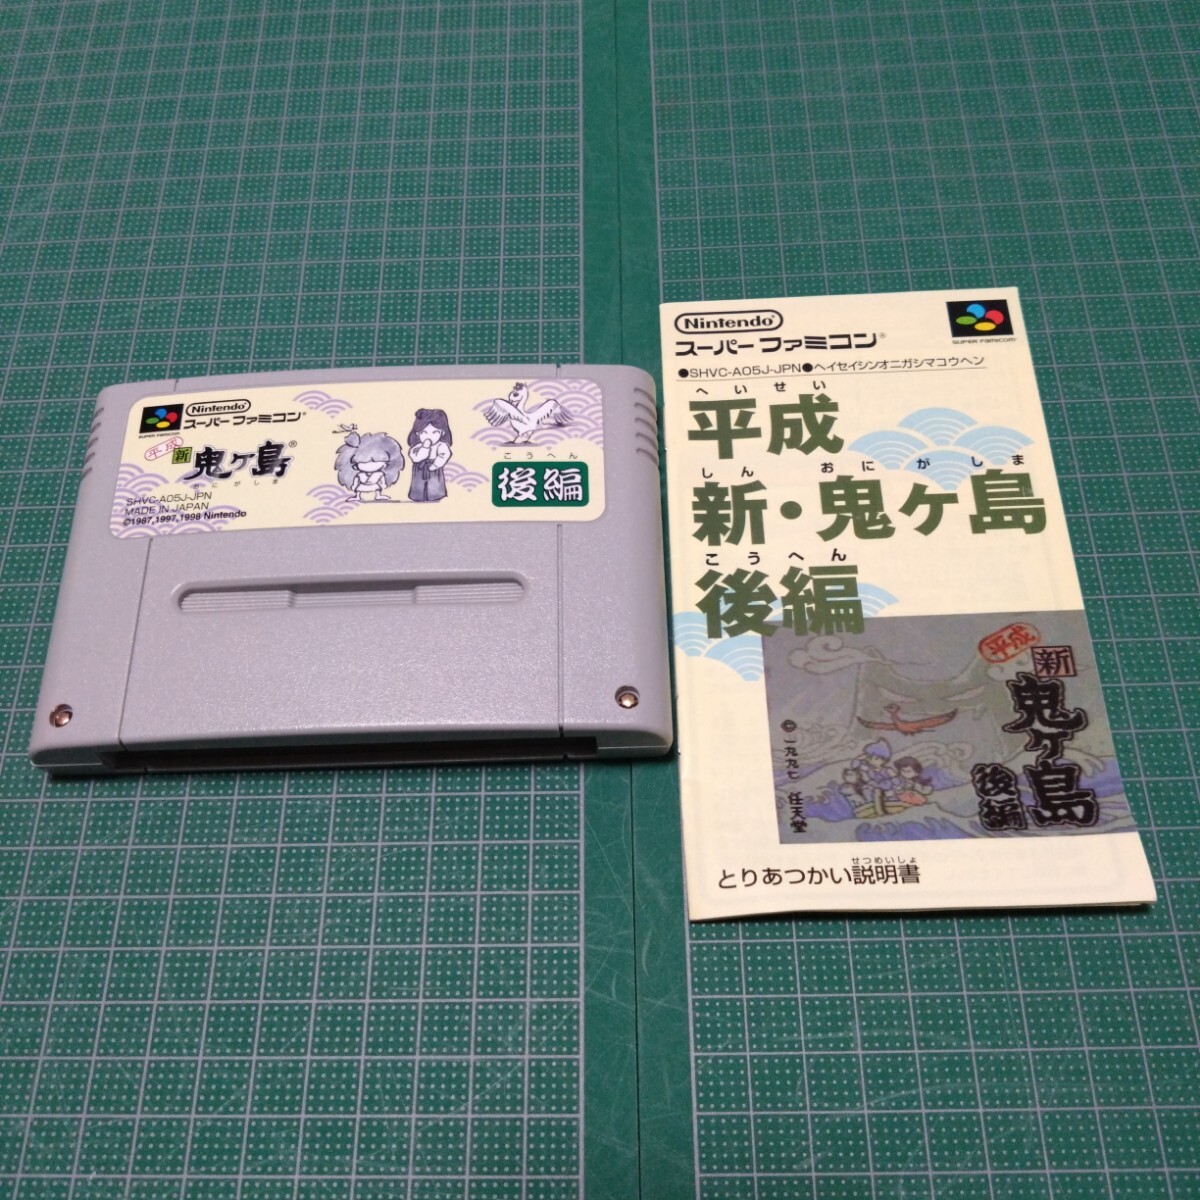 Nintendo
スーパーファミコン®
SUPER FAMICOM
平成
新
鬼ヶ島®
おにがしま
SHVC-A05J-JPN
MADE IN JAPAN
©1987,1997,1998 Nintendo
こうへん
後編
Nintendo®
スーパーファミコン®
SUPER FAMICOM
●SHVC-A05J-JPN●ヘイセイシンオニガシマコウヘン
へいせい
平成
しん おにがしま
新・鬼ヶ島
こうへん
後編
平成
新
鬼ヶ島
後編
©一九九七 任天堂
せつめいしょ
とりあつかい説明書